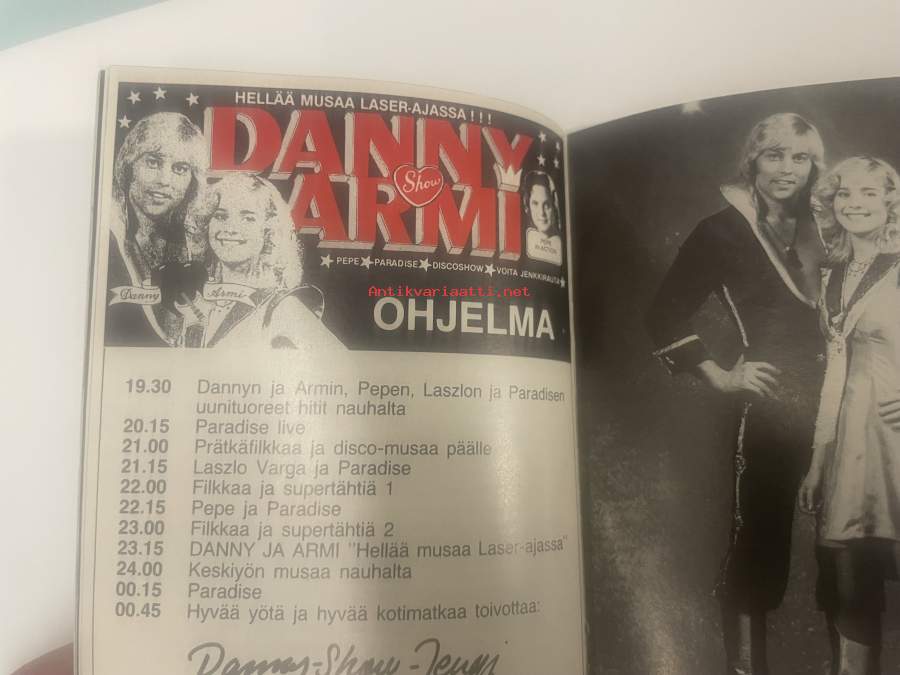 HELLÄÄ MUSAA LASER-AJASSA ! ! !
DANNY
Show
ARMI
PEPE IN ACTION
★ PEPE ★ PARADISE ★ DISCOSHOW ★ VOITA JENKKIRAUTA ★
Danny Armi
Antikvariaatti.net
OHJELMA
19.30 Dannyn ja Armin, Pepen, Laszlon ja Paradisen
uunituoreet hitit nauhalta
20.15 Paradise live
21.00 Prätkäfilkkaa ja disco-musaa päälle
21.15 Laszlo Varga ja Paradise
22.00 Filkkaa ja supertähtiä 1
22.15 Pepe ja Paradise
23.00 Filkkaa ja supertähtiä 2
23.15 DANNY JA ARMI "Hellää musaa Laser-ajassa"
24.00 Keskiyön musaa nauhalta
00.15 Paradise
00.45 Hyvää yötä ja hyvää kotimatkaa toivottaa:
Danny-Show-Jengi